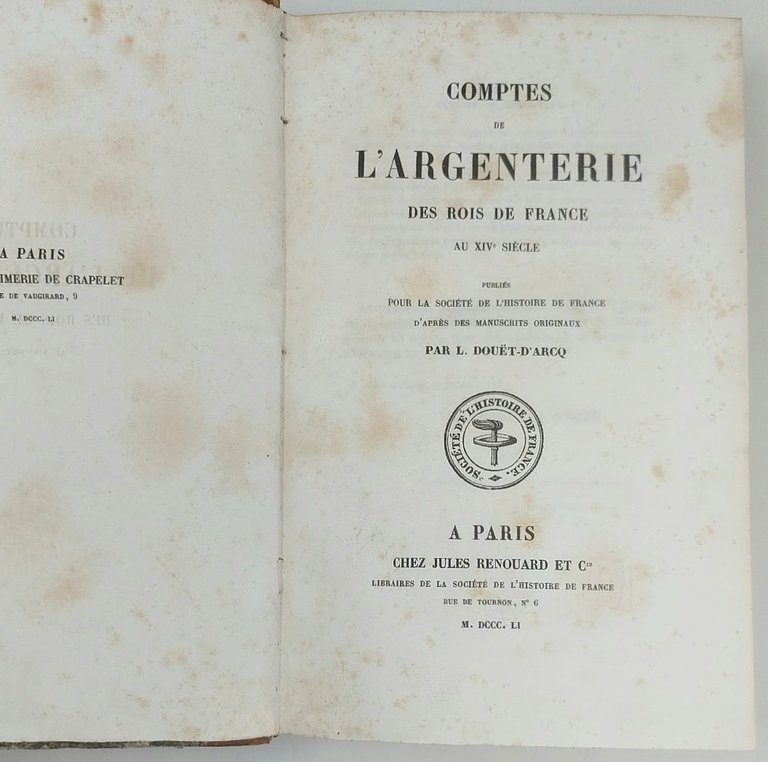 A PARIS
IMERIE DE CRAPELET
E DE VAUGIRARD, 9
M. DCCC. LI
COMPTES
DE
L'ARGENTERIE
DES ROIS DE FRANCE
AU XIVe SIÈCLE
PUBLIÉS
POUR LA SOCIÉTÉ DE L'HISTOIRE DE FRANCE
D'APRÈS DES MANUSCRITS ORIGINAUX
PAR L. DOUËT-D'ARCQ
SOCIÉTÉ DE L'HISTOIRE DE FRANCE.
A PARIS
CHEZ JULES RENOUARD ET Cie
LIBRAIRES DE LA SOCIÉTÉ DE L'HISTOIRE DE FRANCE
RUE DE TOURNON, N° 6
M. DCCC. LI